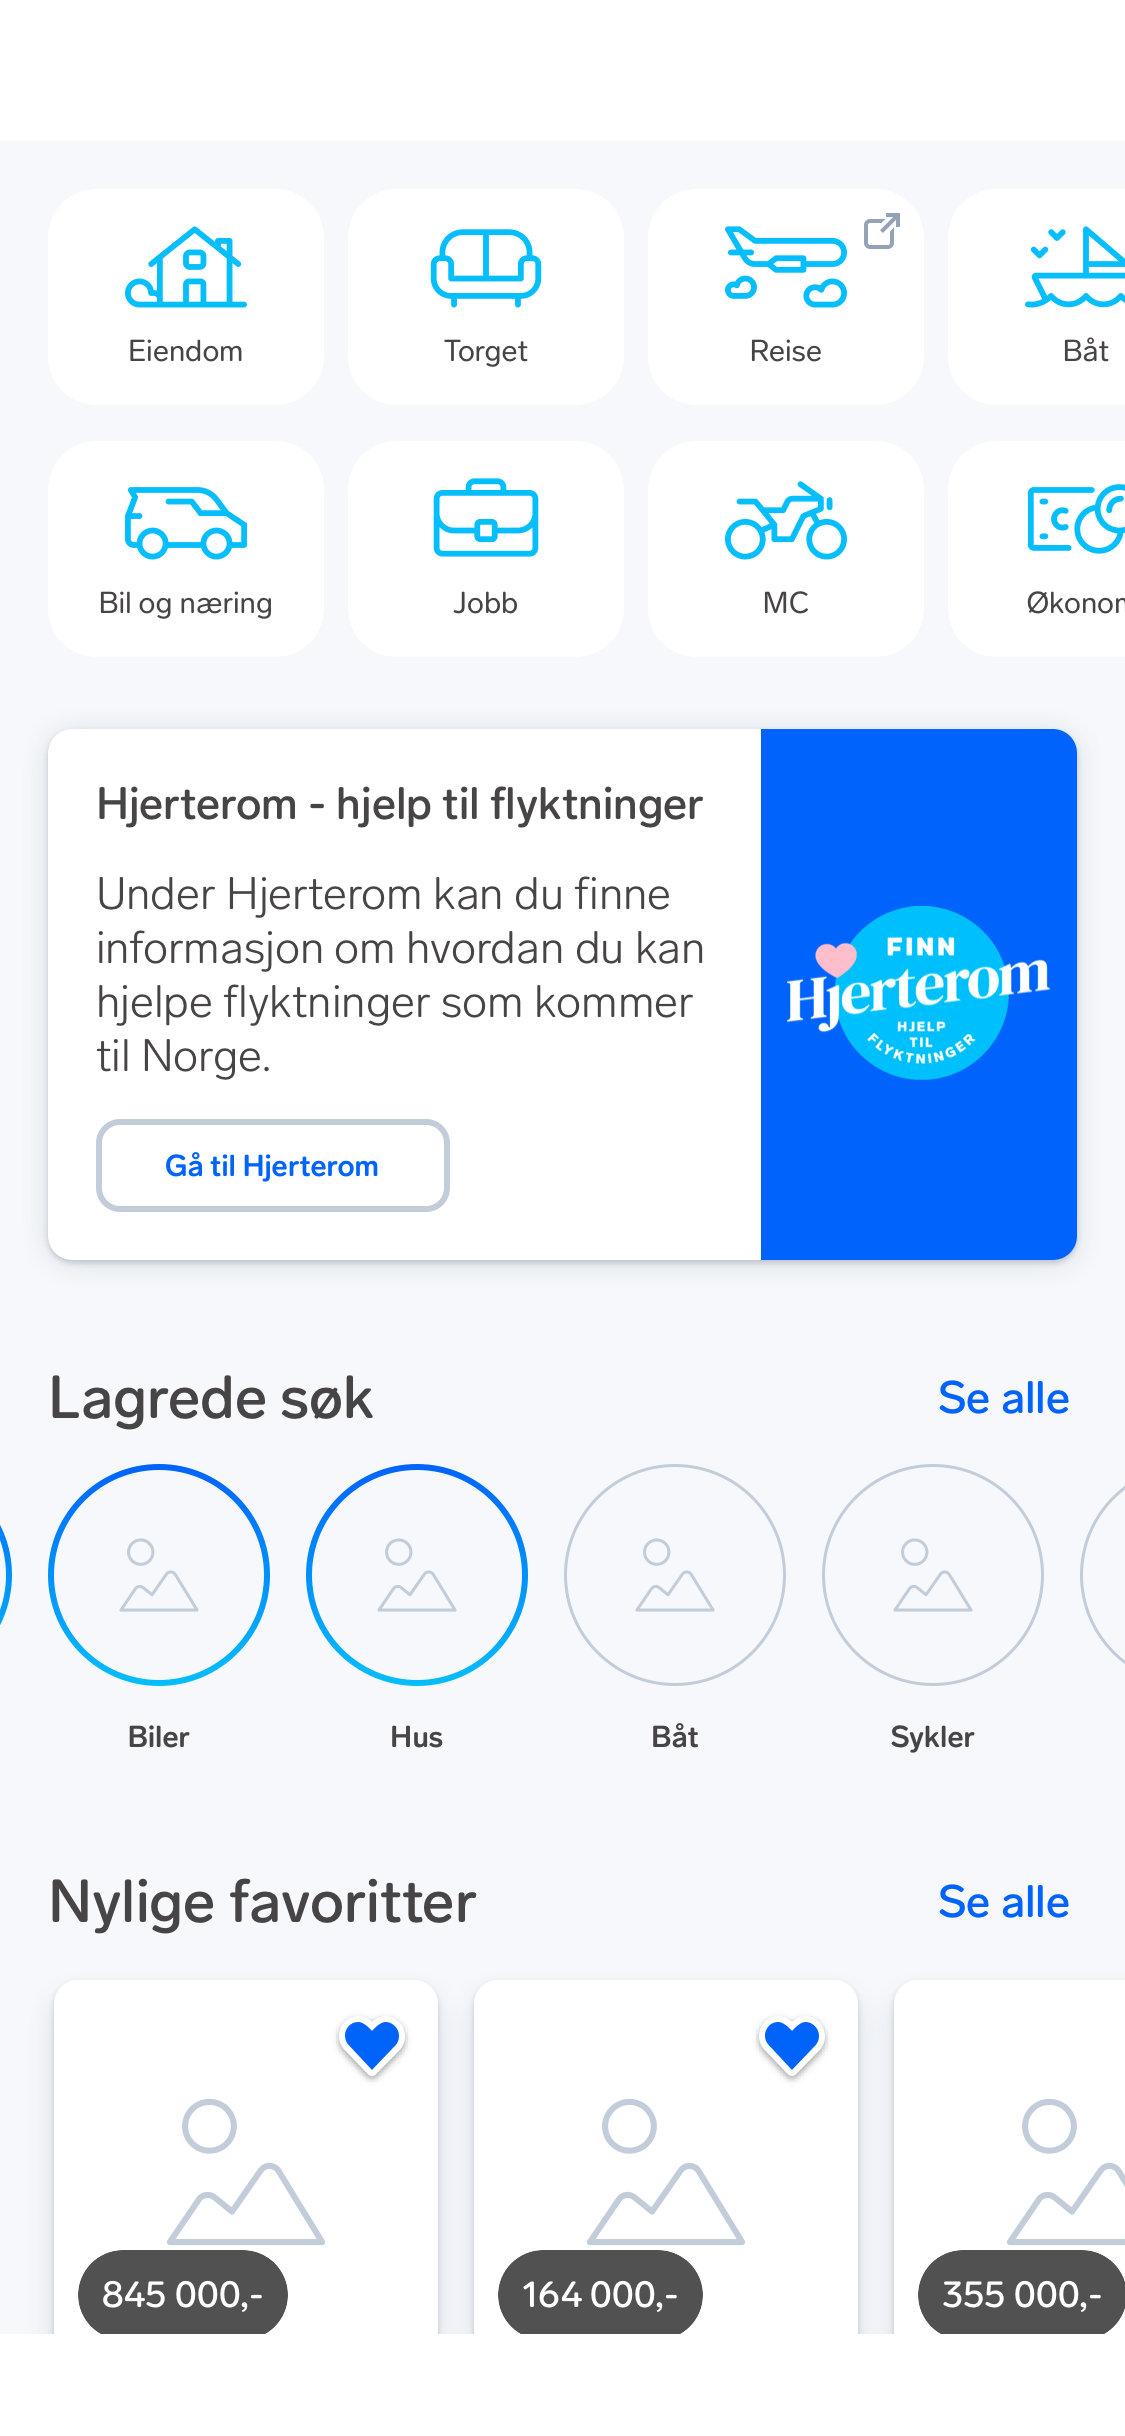 Eiendom
Torget
Reise
Båt
Bil og næring
Jobb
MC
Hjerterom - hjelp til flyktninger
Under Hjerterom kan du finne
informasjon om hvordan du kan
hjelpe flyktninger som kommer
til Norge.
Gå til Hjerterom
FINN
Hjerterom
HJELP
TIL
FLYKTNINGER
Lagrede søk
Se alle
Biler
Hus
Båt
Sykler
Nylige favoritter
Se alle
845 000,-
164 000,-
355 000,-